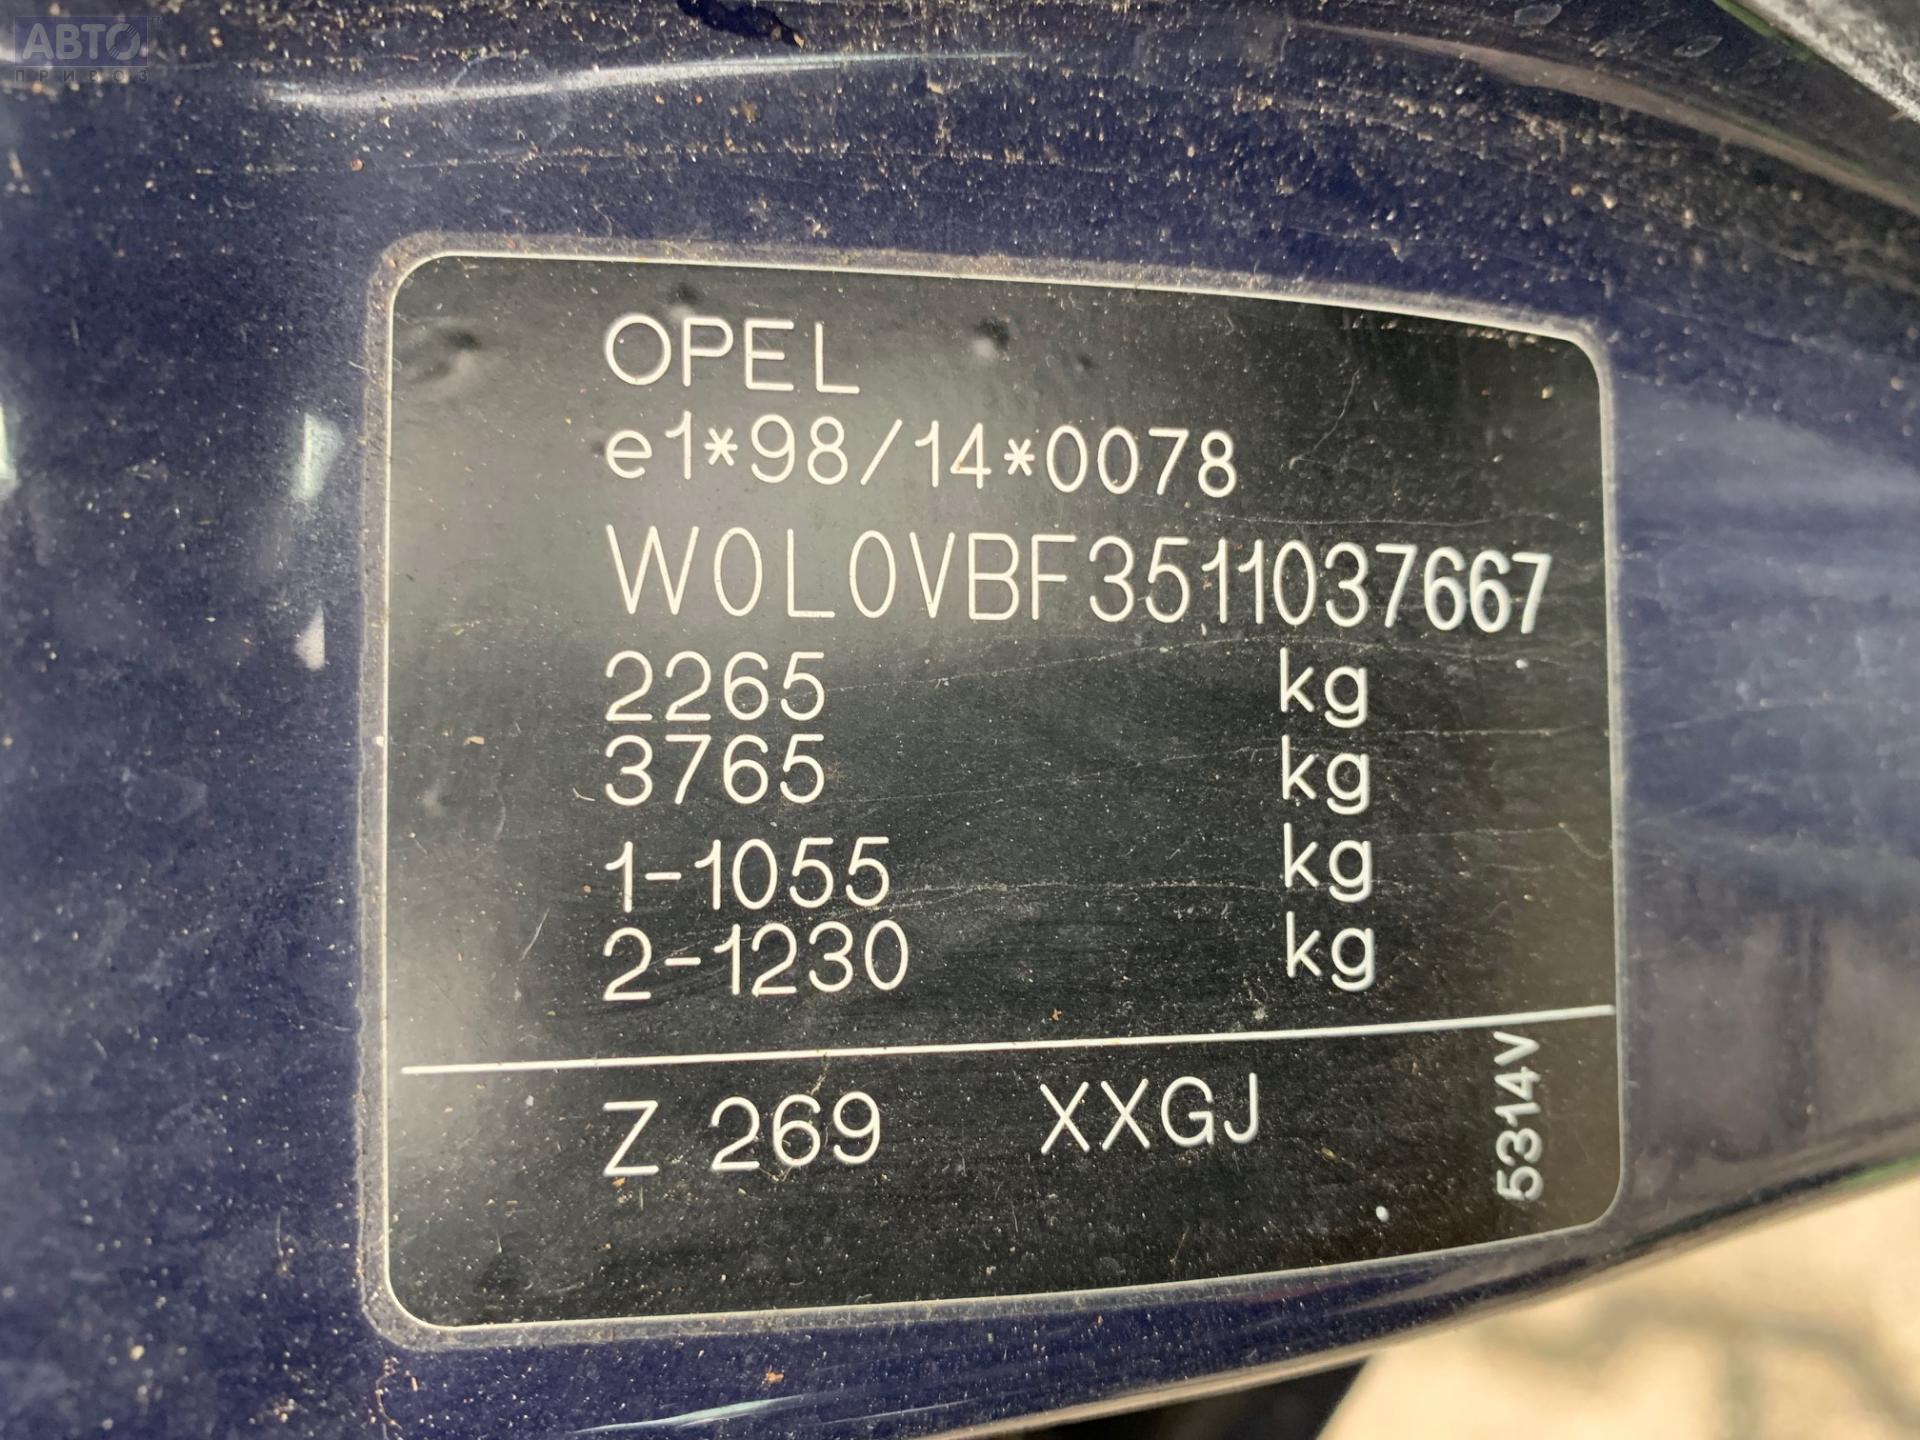 АВТО
ПРИВОЗ
OPEL
e1*98/14*0078
W0L0VBF3511037667
2265 kg
3765 kg
1-1055 kg
2-1230 kg
Z 269 XXGJ
5314V